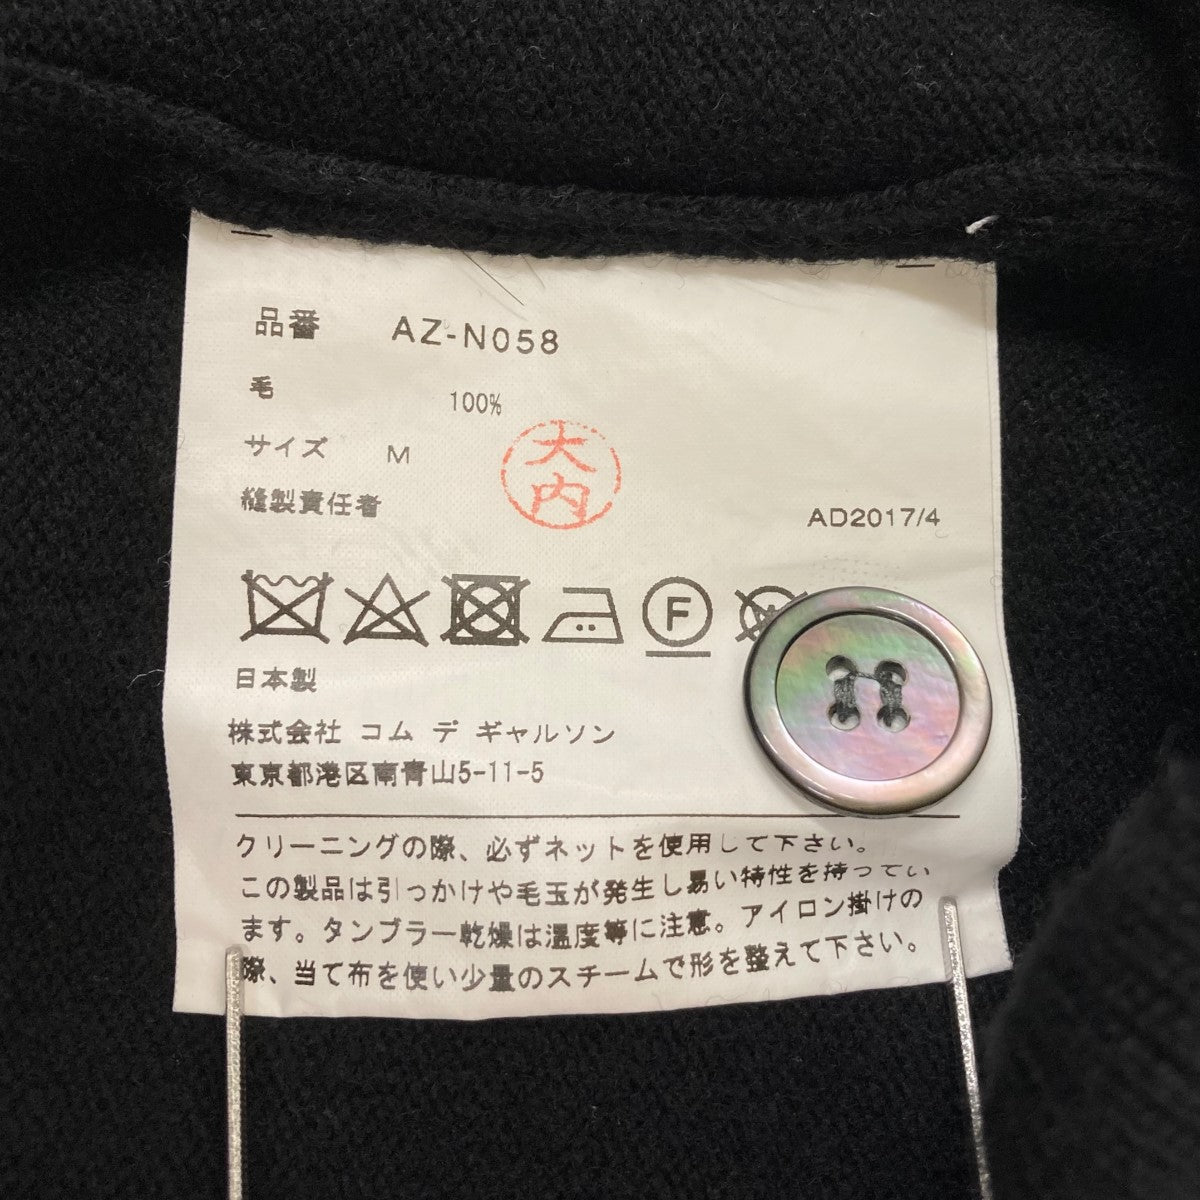 品番 AZ-N058
毛 100%
サイズ M
大内
縫製責任者
AD2017/4
F
W
日本製
株式会社 コム デ ギャルソン
東京都港区南青山5-11-5
クリーニングの際、必ずネットを使用して下さい。
この製品は引っかけや毛玉が発生し易い特性を持ってい
ます。タンブラー乾燥は温度等に注意。アイロン掛けの
際、当て布を使い少量のスチームで形を整えて下さい。